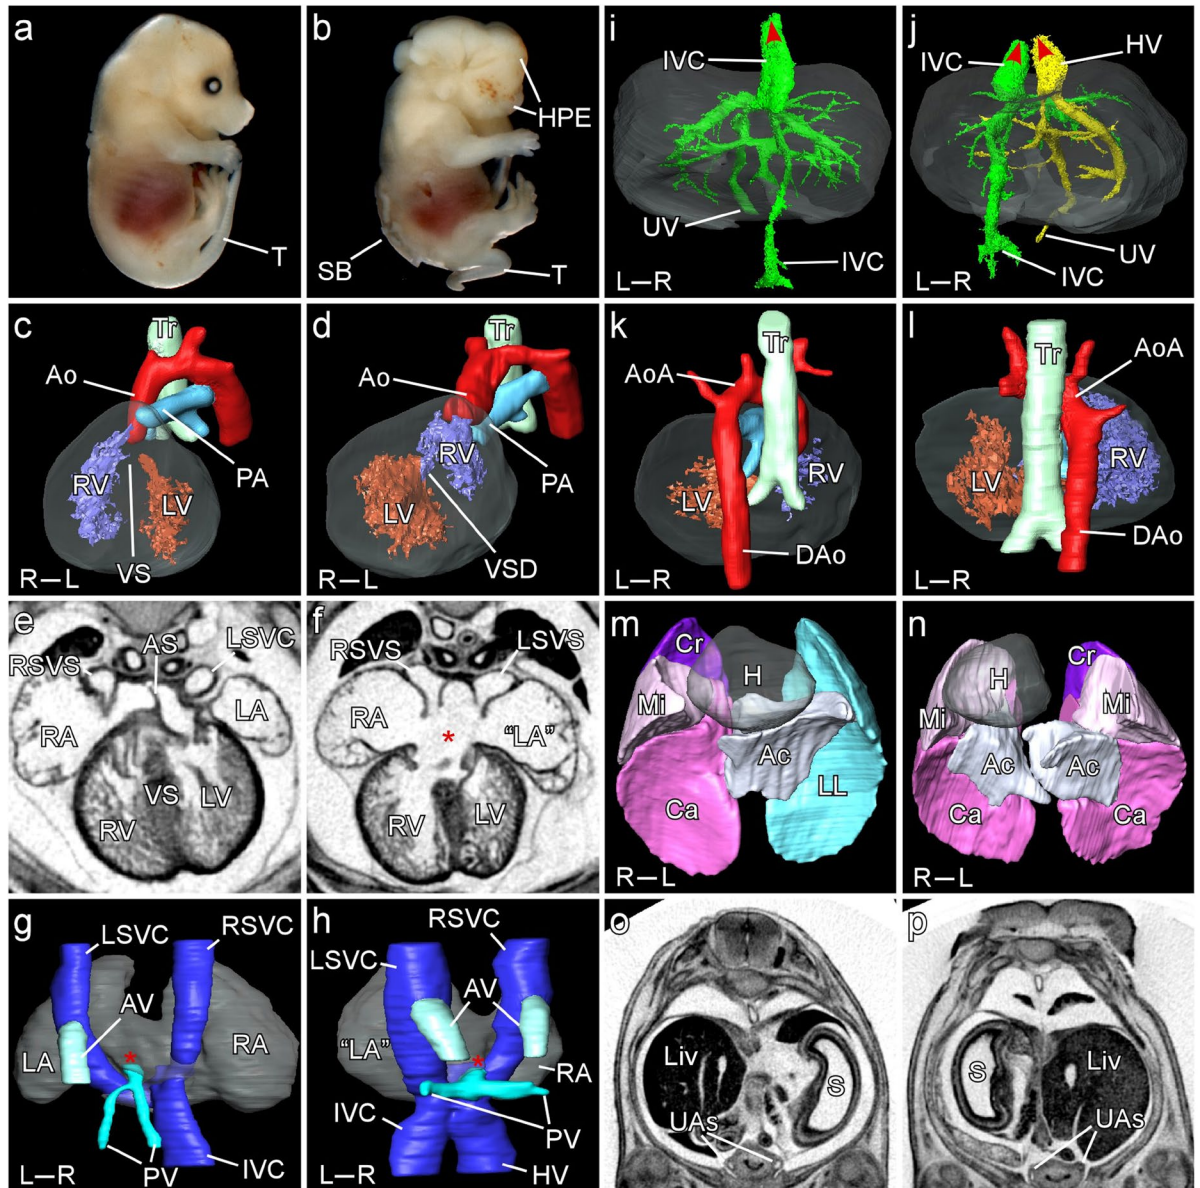 a
T
b
HPE
SB
T
i
IVC
UV
IVC
L–R
j
IVC
HV
UV
IVC
L–R
c
Tr
Ao
RV
LV
PA
VS
R–L
d
Tr
Ao
RV
LV
PA
VSD
R–L
k
Tr
AoA
LV
RV
DAo
L–R
l
Tr
AoA
LV
RV
DAo
L–R
e
AS
LSVC
RSVS
RA
LA
VS
LV
RV
f
RSVS
LSVS
RA
*
“LA”
RV
LV
m
Cr
H
Mi
Ac
Ca
LL
R–L
n
Cr
H
Mi
Mi
Ac
Ac
Ca
Ca
R–L
g
LSVC
RSVC
AV
*
LA
RA
PV
IVC
L–R
h
RSVC
LSVC
AV
“LA”
*
RA
IVC
PV
HV
L–R
o
Liv
S
UAs
p
S
Liv
UAs